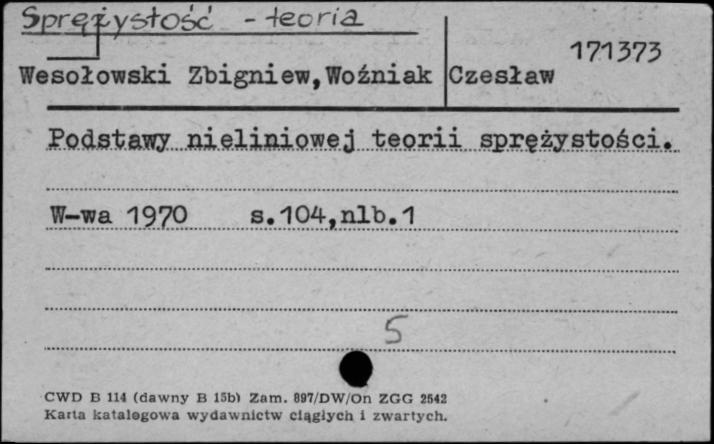 Sprężystość - teoria
171373
Wesołowski Zbigniew,Woźniak Czesław
Podstawy nieliniowej teorii sprężystości.
W-wa 1970 s.104,nlb.1
5
CWD B 114 (dawny B 15b) Zam. 897/DW/On ZGG 2542
Karta katalogowa wydawnictw ciągłych i zwartych.